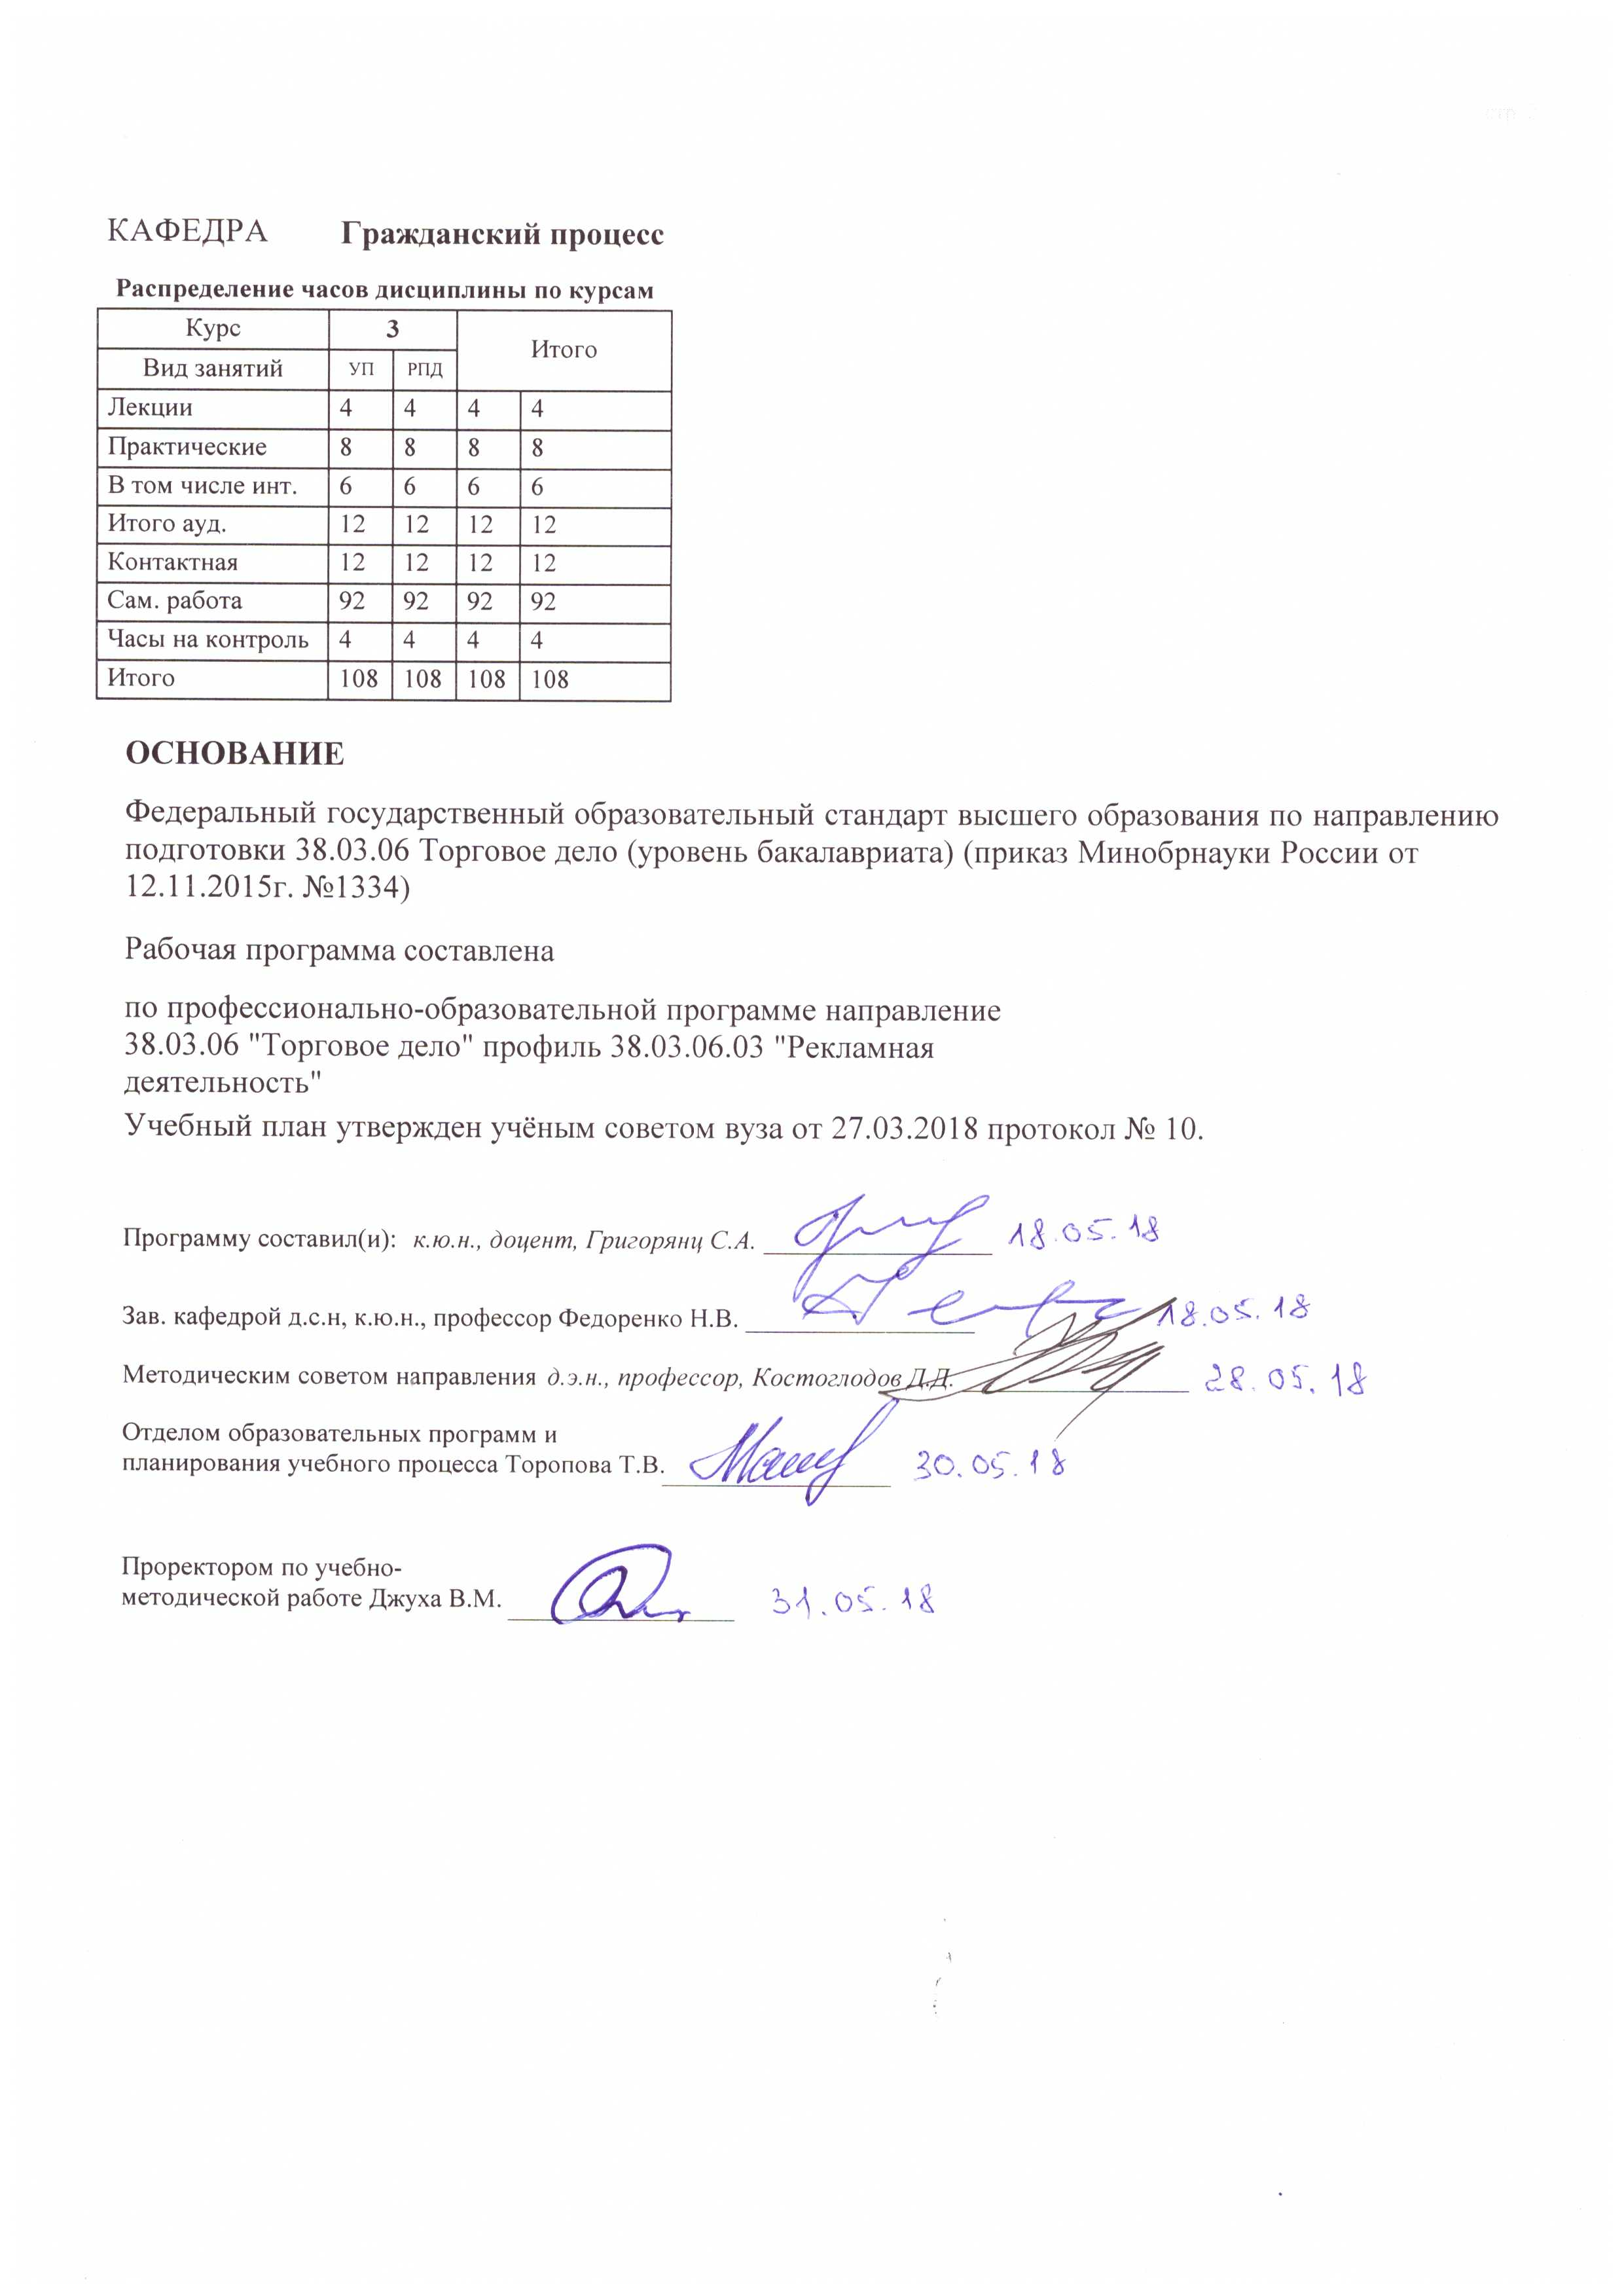 КАФЕДРА Гражданский процесс
Распределение часов дисциплины по курсам
Курс 3 Итого
Вид занятий УП РПД
Лекции 4 4 4 4
Практические 8 8 8 8
В том числе инт. 6 6 6 6
Итого ауд. 12 12 12 12
Контактная 12 12 12 12
Сам. работа 92 92 92 92
Часы на контроль 4 4 4 4
Итого 108 108 108 108
ОСНОВАНИЕ
Федеральный государственный образовательный стандарт высшего образования по направлению
подготовки 38.03.06 Торговое дело (уровень бакалавриата) (приказ Минобрнауки России от
12.11.2015г. №1334)
Рабочая программа составлена
по профессионально-образовательной программе направление
38.03.06 "Торговое дело" профиль 38.03.06.03 "Рекламная
деятельность"
Учебный план утвержден учёным советом вуза от 27.03.2018 протокол № 10.
Программу составил(и): к.ю.н., доцент, Григорянц С.А. 18.05.18
Зав. кафедрой д.с.н, к.ю.н., профессор Федоренко Н.В. 18.05.18
Методическим советом направления д.э.н., профессор, Костоглодов Д.Д. 28.05.18
Отделом образовательных программ и
планирования учебного процесса Торопова Т.В. 30.05.18
Проректором по учебно-
методической работе Джуха В.М. 31.05.18